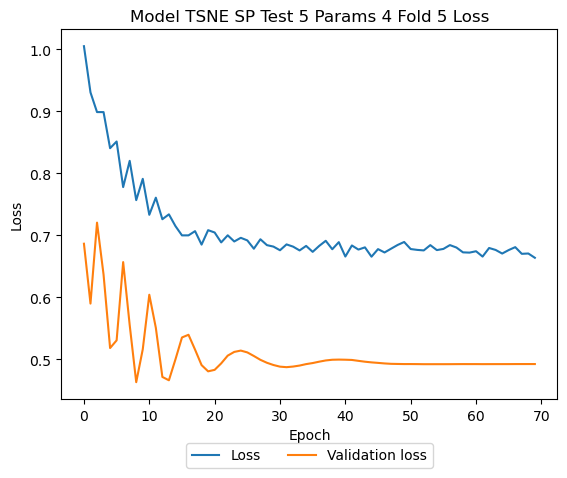 Model TSNE SP Test 5 Params 4 Fold 5 Loss
1.0
0.9
0.8
0.7
0.6
0.5
Loss
0 10 20 30 40 50 60 70
Epoch
Loss Validation loss